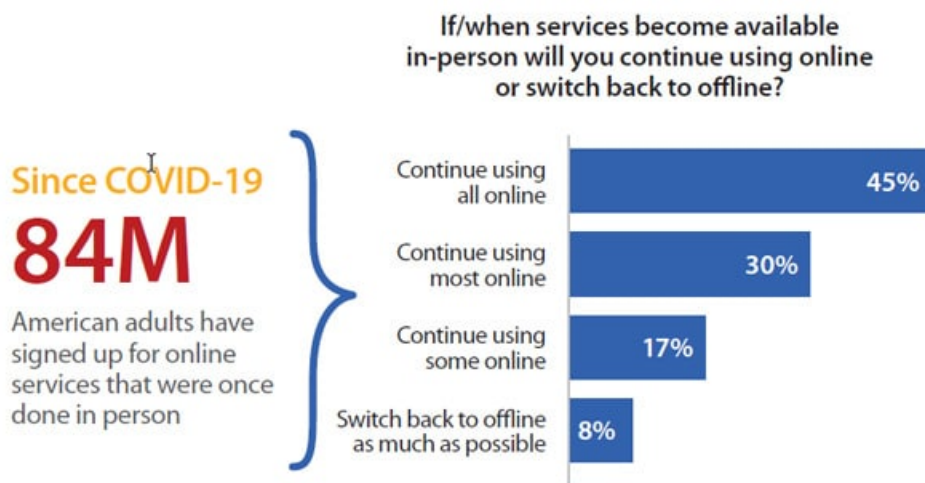 If/when services become available
in-person will you continue using online
or switch back to offline?
Since COVID-19
84M
American adults have
signed up for online
services that were once
done in person
Continue using
all online
45%
Continue using
most online
30%
Continue using
some online
17%
Switch back to offline
as much as possible
8%